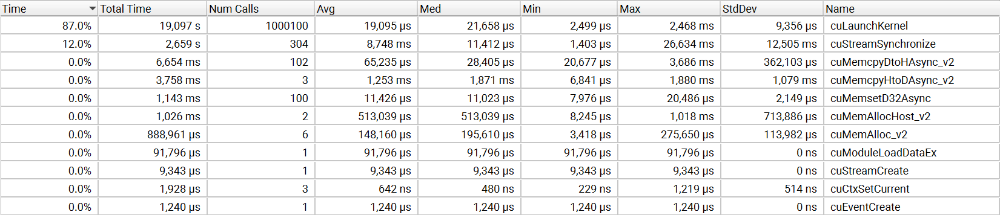 Time Total Time Num Calls Avg Med Min Max StdDev Name
87.0% 19,097 s 1000100 19,095 μs 21,658 μs 2,499 μs 2,468 ms 9,356 μs cuLaunchKernel
12.0% 2,659 s 304 8,748 ms 11,412 μs 1,403 μs 26,634 ms 12,505 ms cuStreamSynchronize
0.0% 6,654 ms 102 65,235 μs 28,405 μs 20,677 μs 3,686 ms 362,103 μs cuMemcpyDtoHAsync_v2
0.0% 3,758 ms 3 1,253 ms 1,871 ms 6,841 μs 1,880 ms 1,079 ms cuMemcpyHtoDAsync_v2
0.0% 1,143 ms 100 11,426 μs 11,023 μs 7,976 μs 20,486 μs 2,149 μs cuMemsetD32Async
0.0% 1,026 ms 2 513,039 μs 513,039 μs 8,245 μs 1,018 ms 713,886 μs cuMemAllocHost_v2
0.0% 888,961 μs 6 148,160 μs 195,610 μs 3,418 μs 275,650 μs 113,982 μs cuMemAlloc_v2
0.0% 91,796 μs 1 91,796 μs 91,796 μs 91,796 μs 91,796 μs 0 ns cuModuleLoadDataEx
0.0% 9,343 μs 1 9,343 μs 9,343 μs 9,343 μs 9,343 μs 0 ns cuStreamCreate
0.0% 1,928 μs 3 642 ns 480 ns 229 ns 1,219 μs 514 ns cuCtxSetCurrent
0.0% 1,240 μs 1 1,240 μs 1,240 μs 1,240 μs 1,240 μs 0 ns cuEventCreate